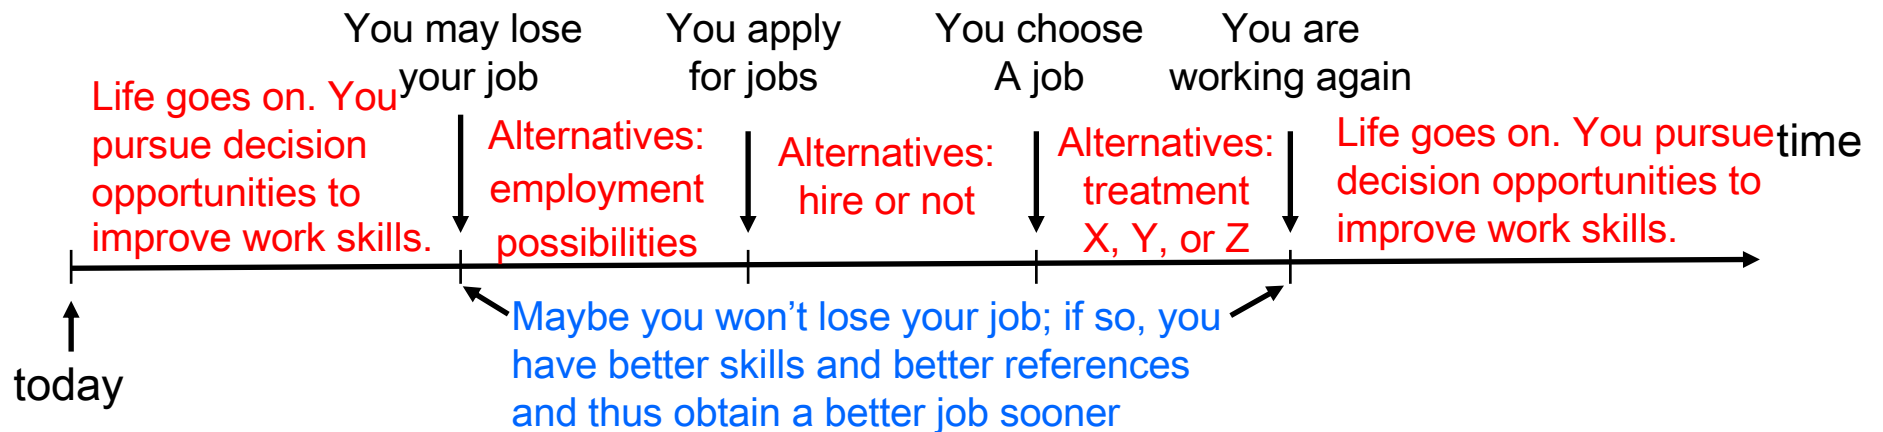 You may lose
your job
You apply
for jobs
You choose
A job
You are
working again
Life goes on. You
pursue decision
opportunities to
improve work skills.
Alternatives:
employment
possibilities
Alternatives:
hire or not
Alternatives:
treatment
X, Y, or Z
Life goes on. You pursue
decision opportunities to
improve work skills.
time
today
Maybe you won’t lose your job; if so, you
have better skills and better references
and thus obtain a better job sooner